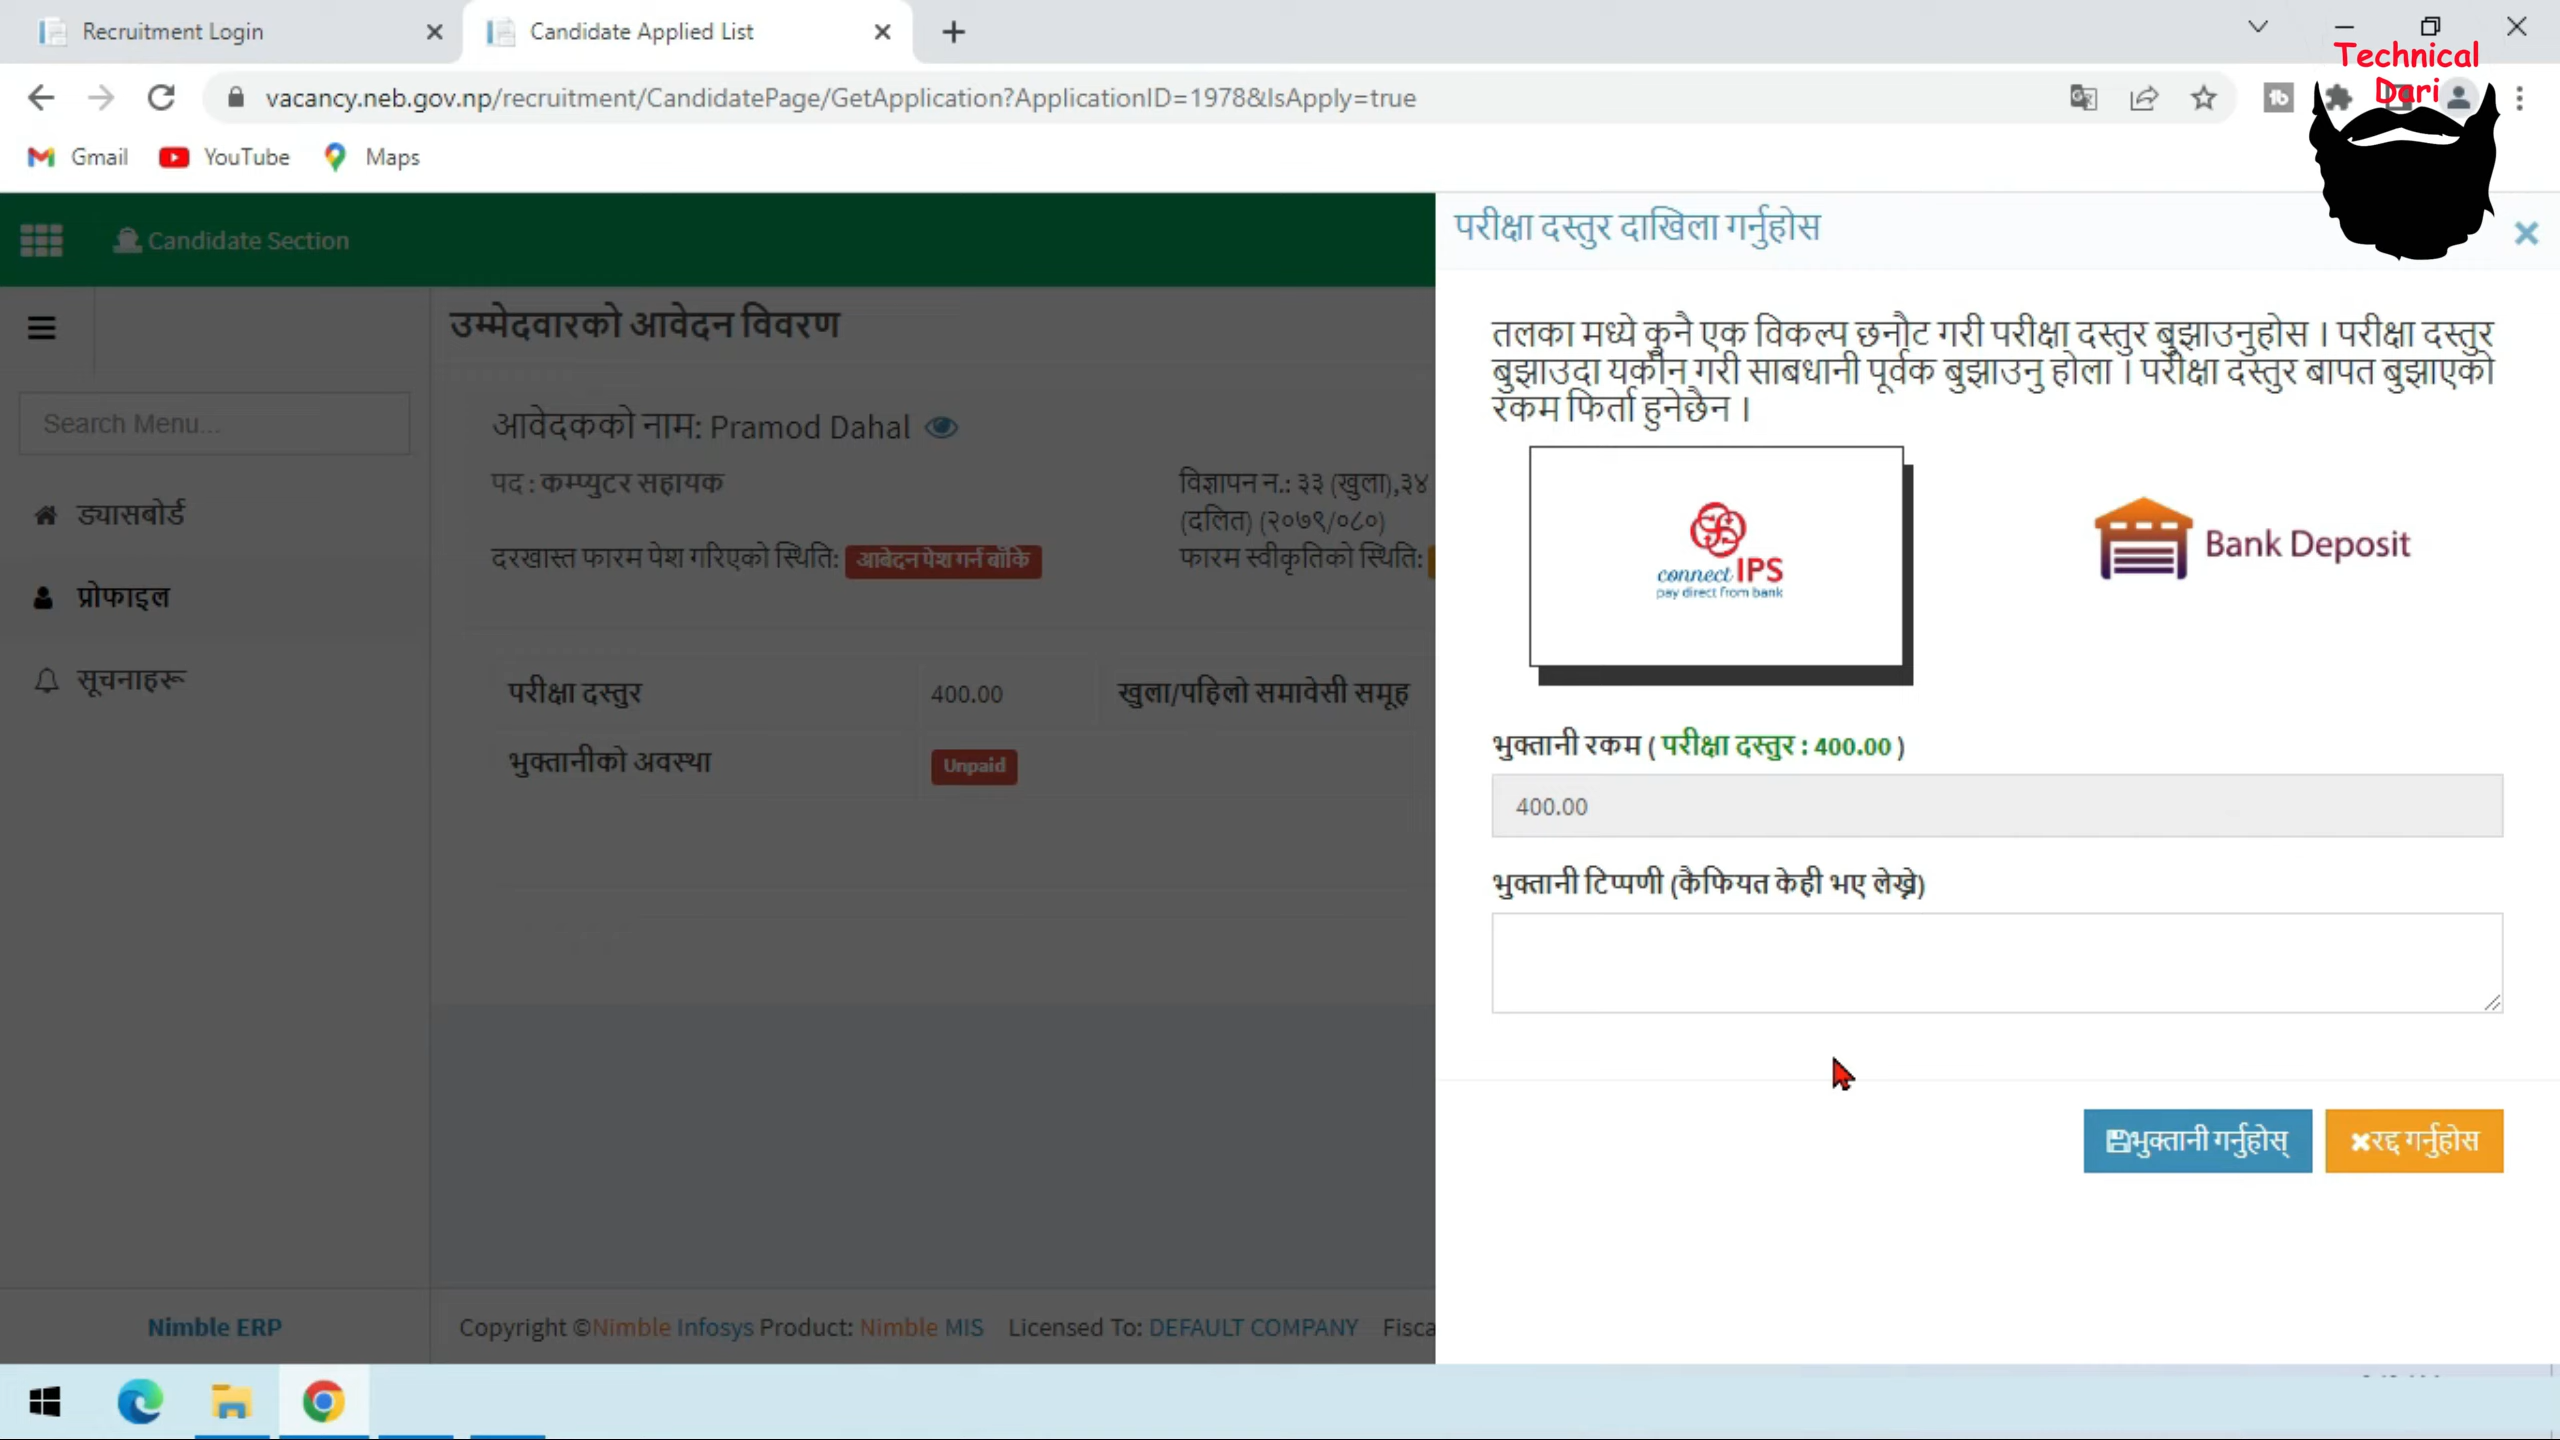 Recruitment Login
Candidate Applied List
Technical
Dari
vacancy.neb.gov.np/recruitment/CandidatePage/GetApplication?ApplicationID=1978&IsApply=true
Gmail YouTube Maps
Candidate Section
परीक्षा दस्तुर दाखिला गर्नुहोस
Search Menu...
ड्यासबोर्ड
प्रोफाइल
सूचनाहरू
उम्मेदवारको आवेदन विवरण
आवेदकको नाम: Pramod Dahal
पद : कम्प्युटर सहायक
विज्ञापन न.: ३३ (खुला),३४
(दलित) (२०७९/०८०)
दरखास्त फारम पेश गरिएको स्थिति: आबेदन पेश गर्न बाँकि
फारम स्वीकृतिको स्थिति:
परीक्षा दस्तुर 400.00 खुला/पहिलो समावेसी समूह
भुक्तानीको अवस्था Unpaid
तलका मध्ये कुनै एक विकल्प छनौट गरी परीक्षा दस्तुर बुझाउनुहोस । परीक्षा दस्तुर
बुझाउदा यकीन गरी साबधानी पूर्वक बुझाउनु होला । परीक्षा दस्तुर बापत बुझाएको
रकम फिर्ता हुनेछैन ।
connectIPS
pay direct from bank
Bank Deposit
भुक्तानी रकम ( परीक्षा दस्तुर : 400.00 )
400.00
भुक्तानी टिप्पणी (कैफियत केही भए लेख्ने)
भुक्तानी गर्नुहोस्
रद्द गर्नुहोस
Nimble ERP
Copyright ©Nimble Infosys Product: Nimble MIS Licensed To: DEFAULT COMPANY Fisca